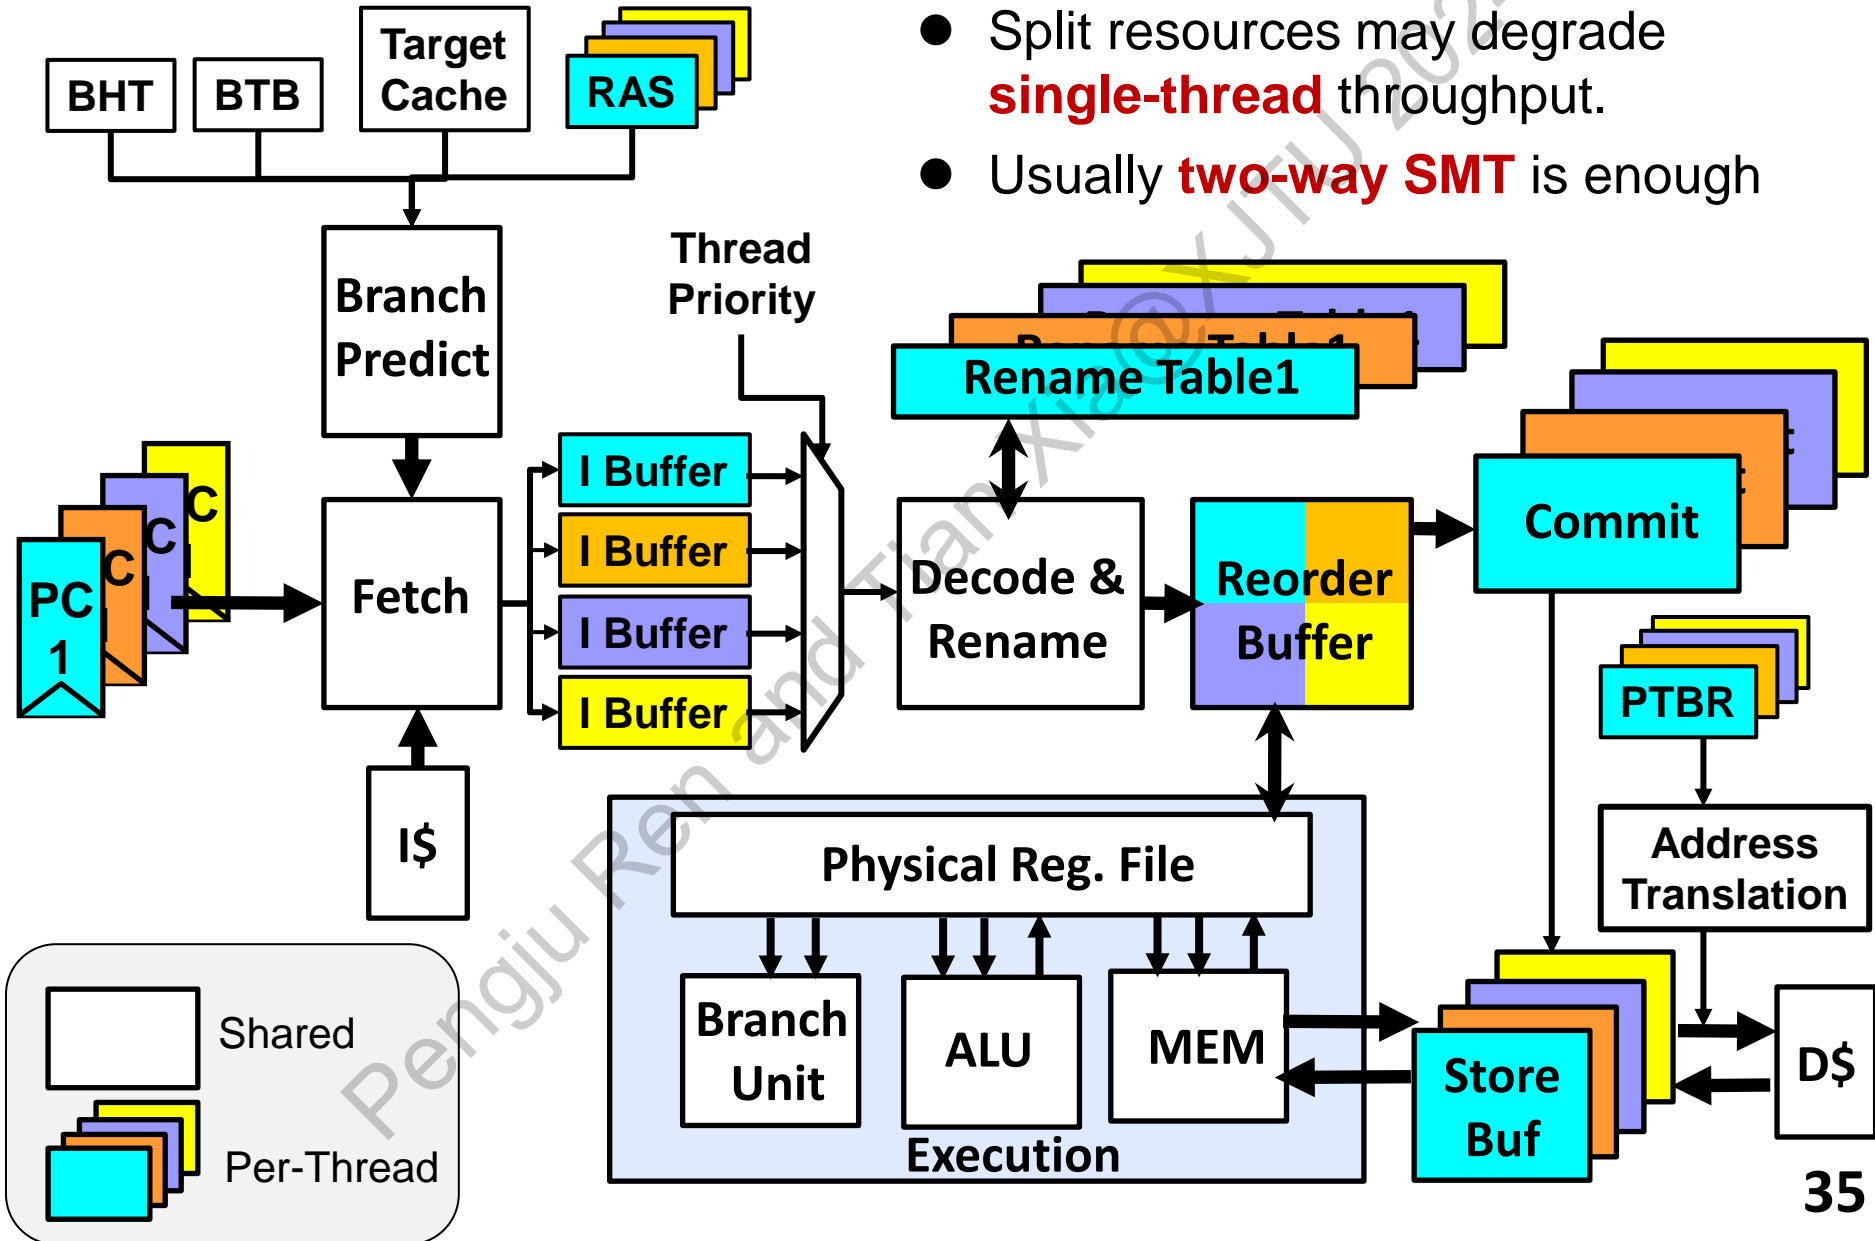 BHT
BTB
Target
Cache
RAS
● Split resources may degrade
single-thread throughput.
● Usually two-way SMT is enough
Branch
Predict
Thread
Priority
Rename Table1
PC
1
C
C
C
Fetch
I Buffer
I Buffer
I Buffer
I Buffer
Decode &
Rename
Reorder
Buffer
Commit
PTBR
I$
Physical Reg. File
Address
Translation
Branch
Unit
ALU
MEM
Execution
Store
Buf
D$
Shared
Per-Thread
35